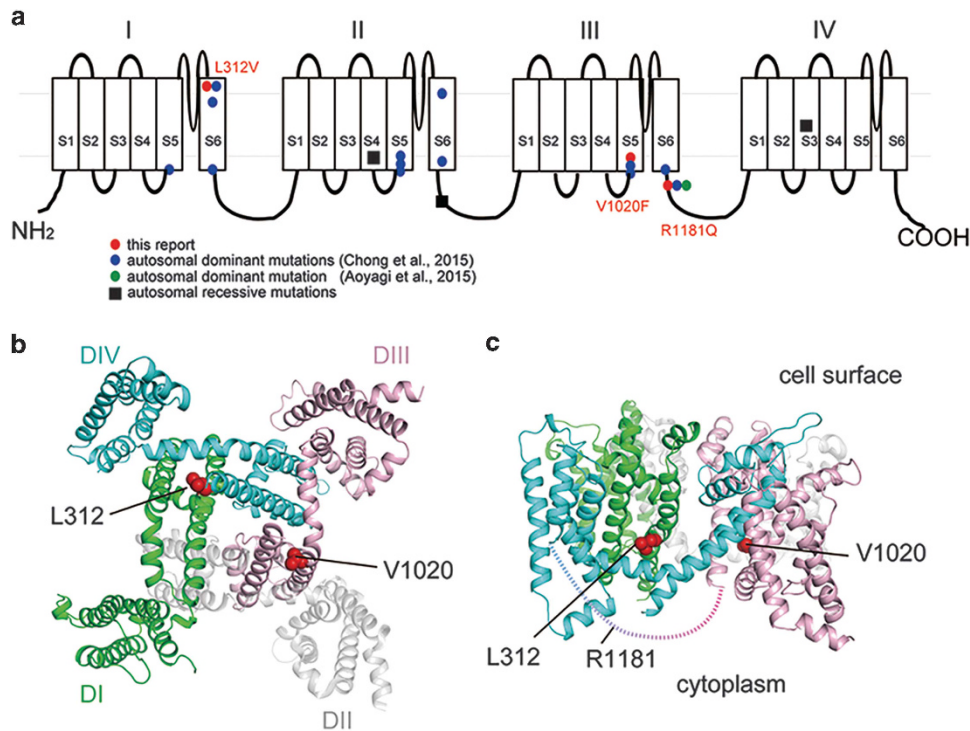 a
I II III IV
L312V
S1 S2 S3 S4 S5 S6 S1 S2 S3 S4 S5 S6 S1 S2 S3 S4 S5 S6 S1 S2 S3 S4 S5 S6
V1020F
R1181Q
NH2
COOH
this report
autosomal dominant mutations (Chong et al., 2015)
autosomal dominant mutation (Aoyagi et al., 2015)
autosomal recessive mutations
b
DIV
DIII
L312
V1020
DI
DII
c
cell surface
V1020
L312
R1181
cytoplasm